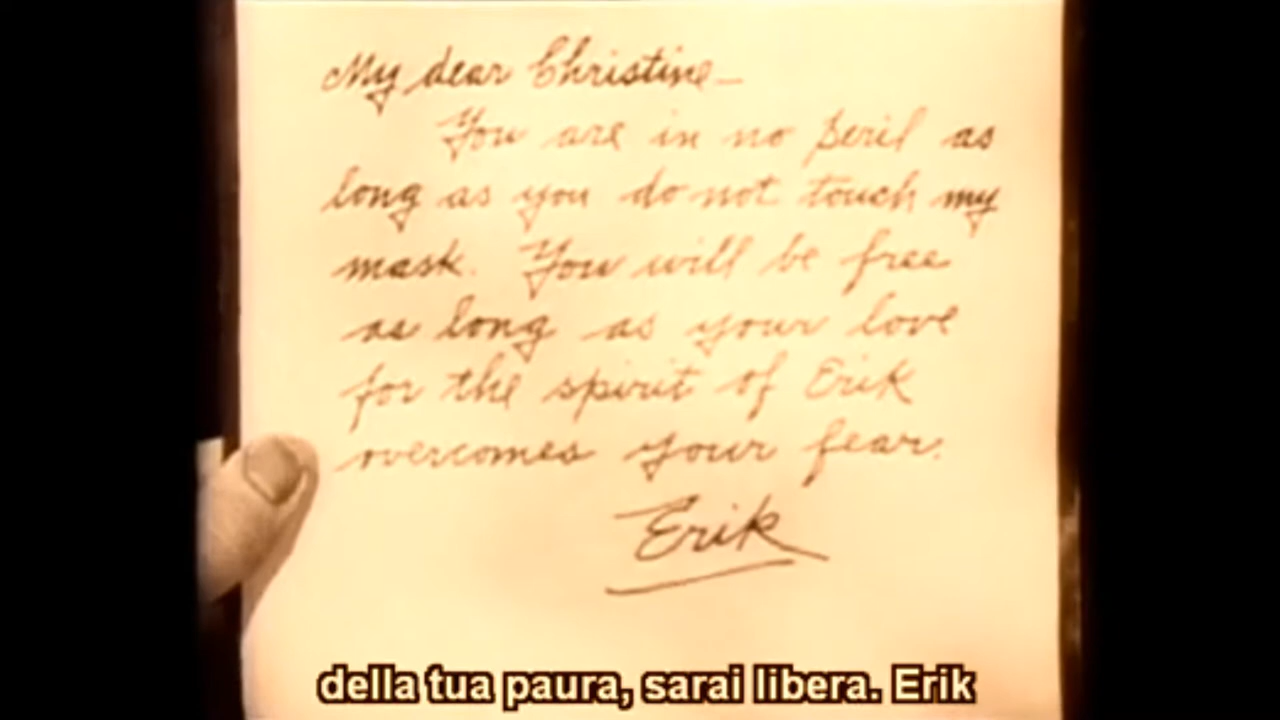 My dear Christine—
You are in no peril as
long as you do not touch my
mask. You will be free
as long as your love
for the spirit of Erik
overcomes your fear.
Erik
della tua paura, sarai libera. Erik